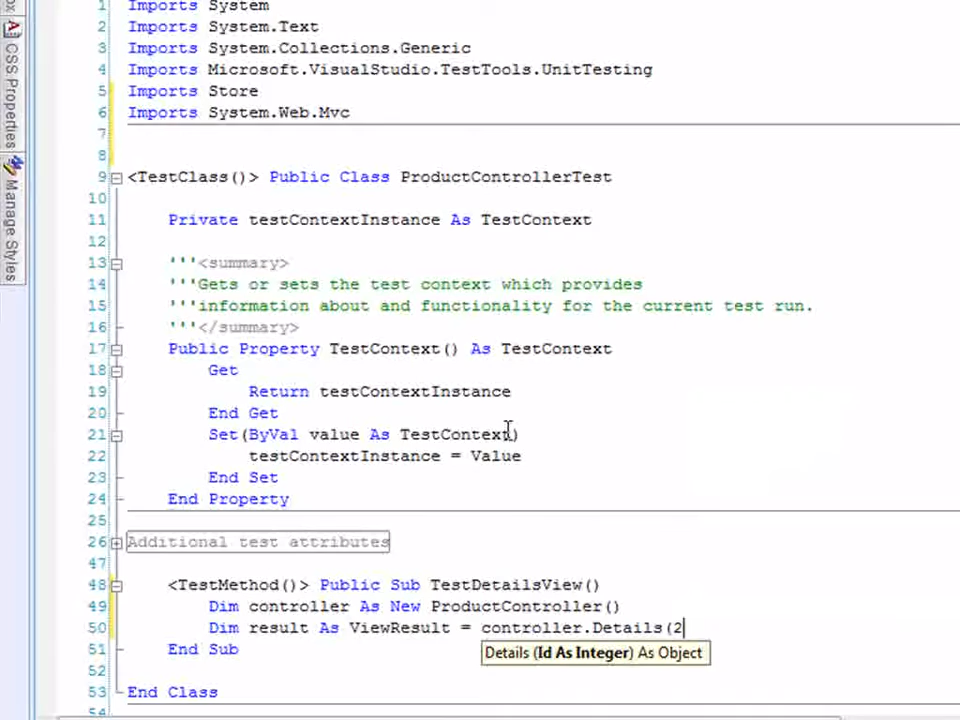 CSS Properties
Manage Styles
1 Imports System
2 Imports System.Text
3 Imports System.Collections.Generic
4 Imports Microsoft.VisualStudio.TestTools.UnitTesting
5 Imports Store
6 Imports System.Web.Mvc
7
8
9 <TestClass()> Public Class ProductControllerTest
10
11 Private testContextInstance As TestContext
12
13 '''<summary>
14 '''Gets or sets the test context which provides
15 '''information about and functionality for the current test run.
16 '''</summary>
17 Public Property TestContext() As TestContext
18 Get
19 Return testContextInstance
20 End Get
21 Set(ByVal value As TestContext)
22 testContextInstance = Value
23 End Set
24 End Property
25
26 Additional test attributes
47
48 <TestMethod()> Public Sub TestDetailsView()
49 Dim controller As New ProductController()
50 Dim result As ViewResult = controller.Details(2
Details (Id As Integer) As Object
51 End Sub
52
53 End Class
54